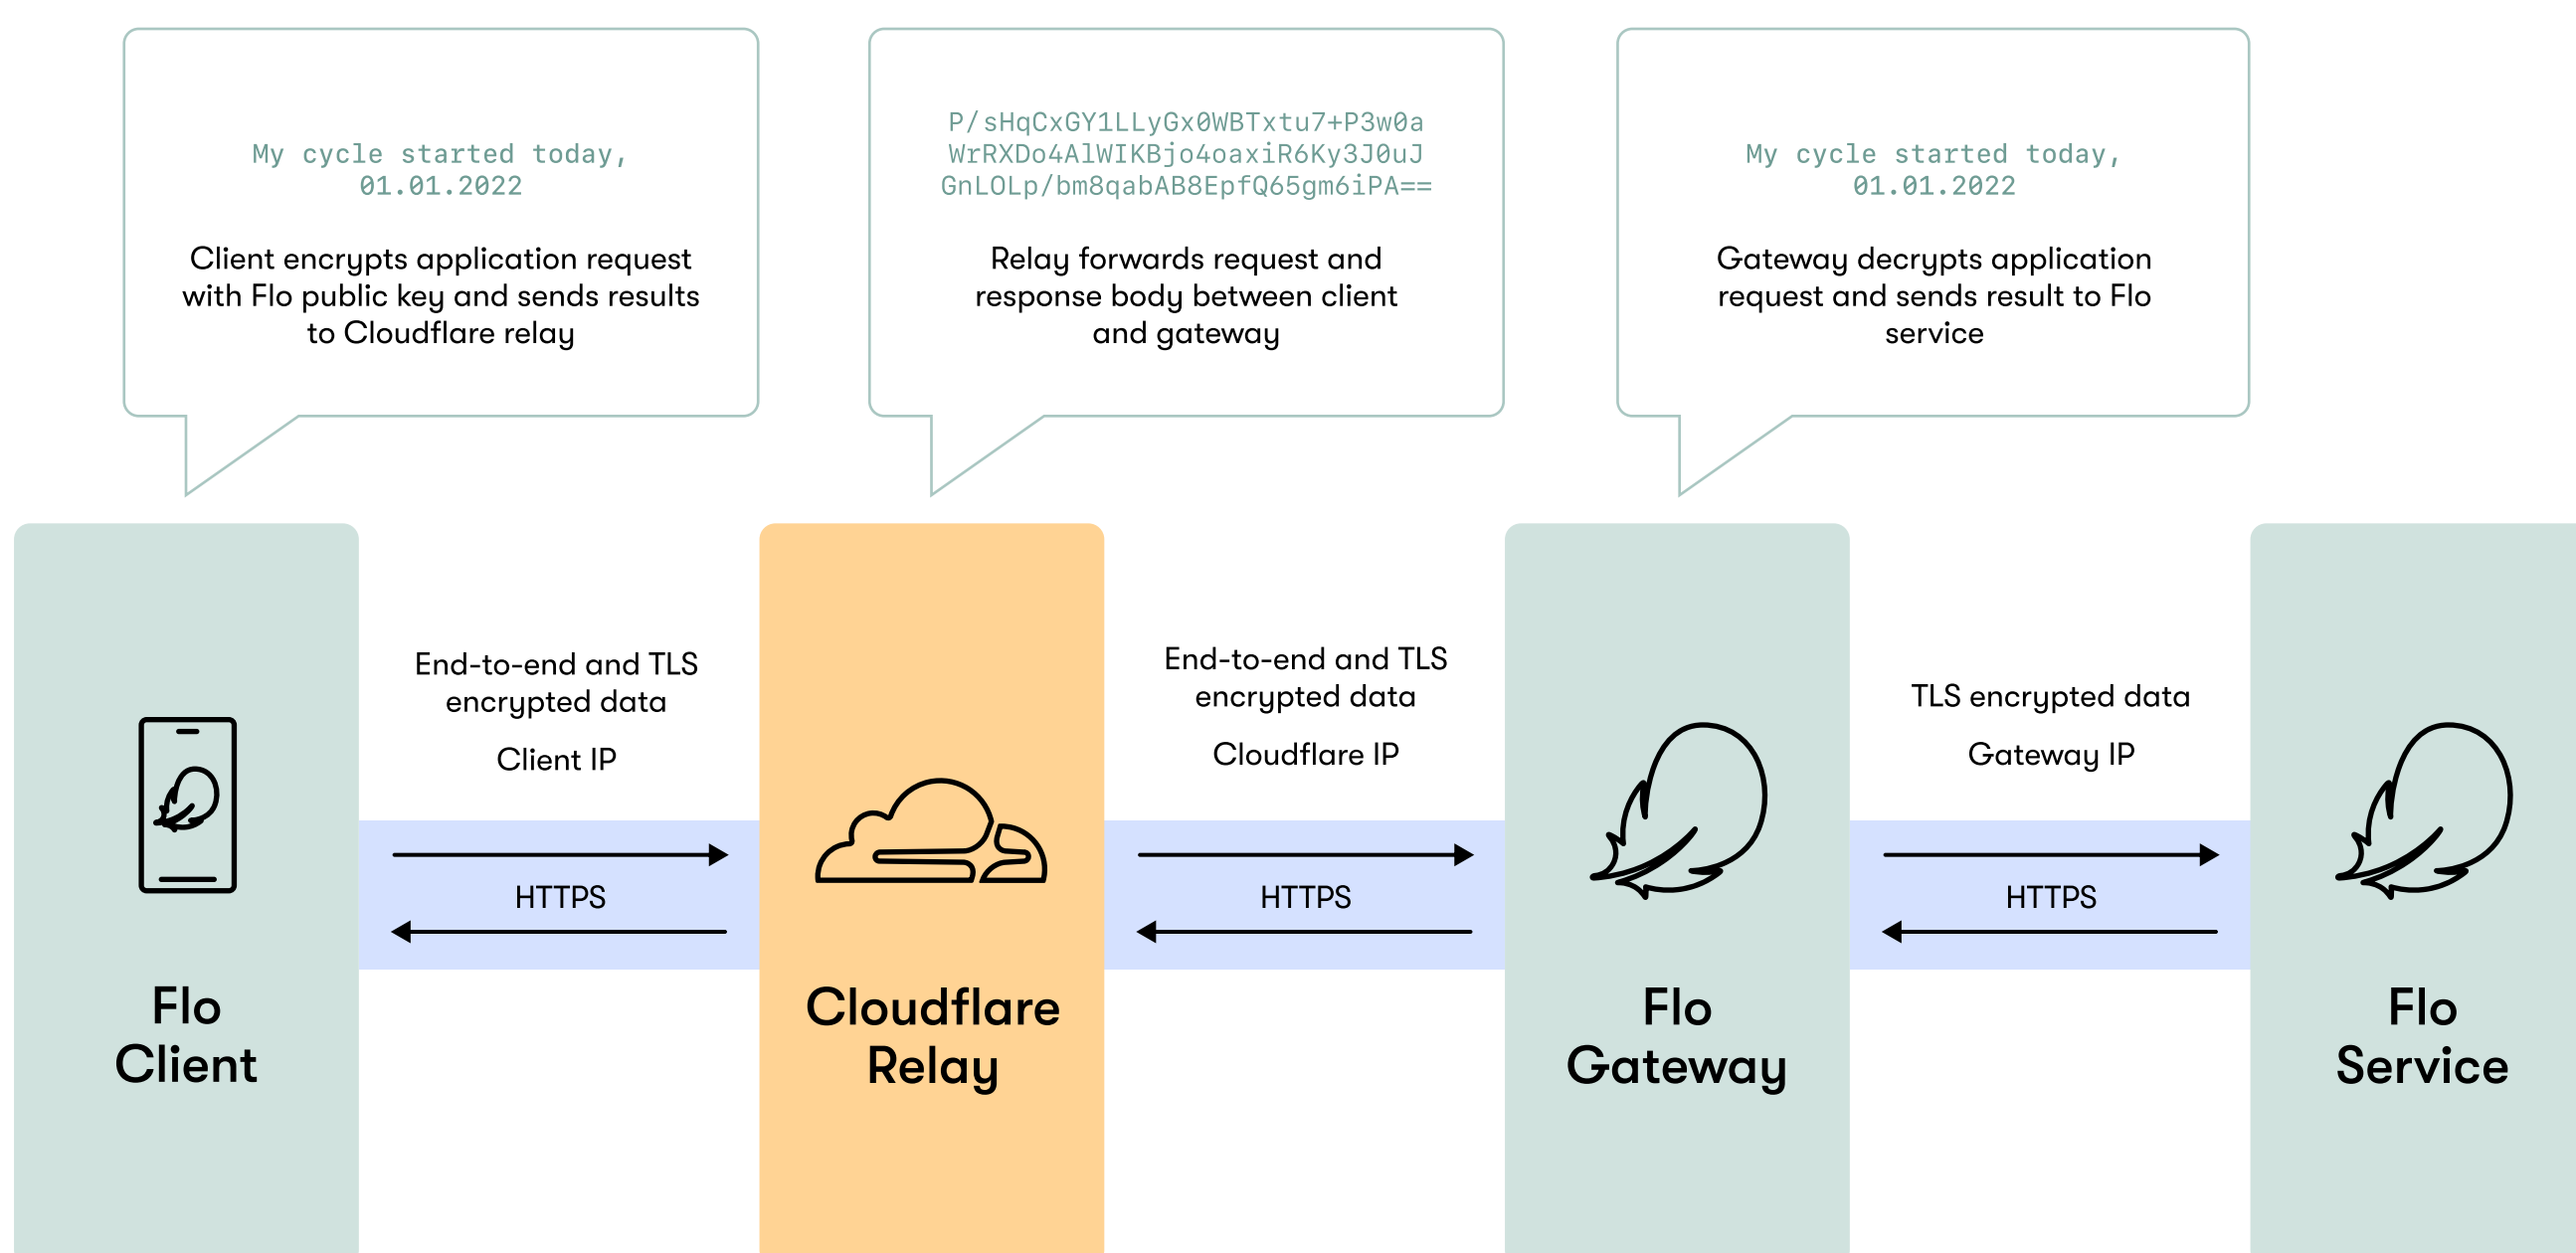 My cycle started today,
01.01.2022
Client encrypts application request
with Flo public key and sends results
to Cloudflare relay
P/sHqCxGY1LLyGx0WBTxtu7+P3w0a
WrRXDo4AlWIKBjo4oaxiR6Ky3J0uJ
GnLOLp/bm8qabAB8EpfQ65gm6iPA==
Relay forwards request and
response body between client
and gateway
My cycle started today,
01.01.2022
Gateway decrypts application
request and sends result to Flo
service
Flo
Client
End-to-end and TLS
encrypted data
Client IP
HTTPS
Cloudflare
Relay
End-to-end and TLS
encrypted data
Cloudflare IP
HTTPS
Flo
Gateway
TLS encrypted data
Gateway IP
HTTPS
Flo
Service